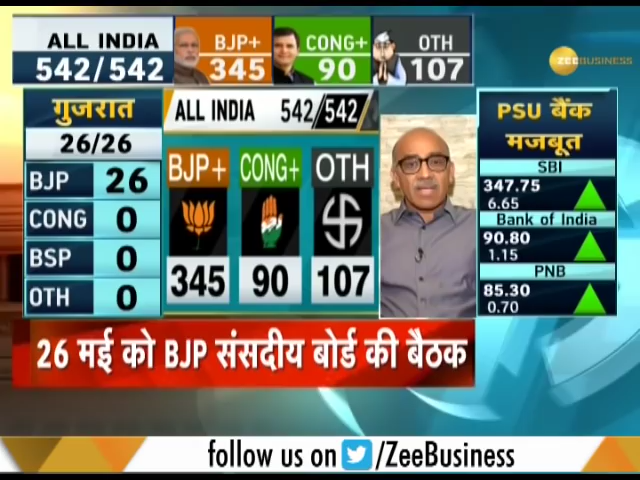 ALL INDIA
542/542
BJP+
345
CONG+
90
OTH
107
ZEEBUSINESS
गुजरात
26/26
BJP 26
CONG 0
BSP 0
OTH 0
ALL INDIA 542/542
BJP+ CONG+ OTH
345 90 107
PSU बैंक
मजबूत
SBI
347.75
6.65
Bank of India
90.80
1.15
PNB
85.30
0.70
26 मई को BJP संसदीय बोर्ड की बैठक
follow us on /ZeeBusiness